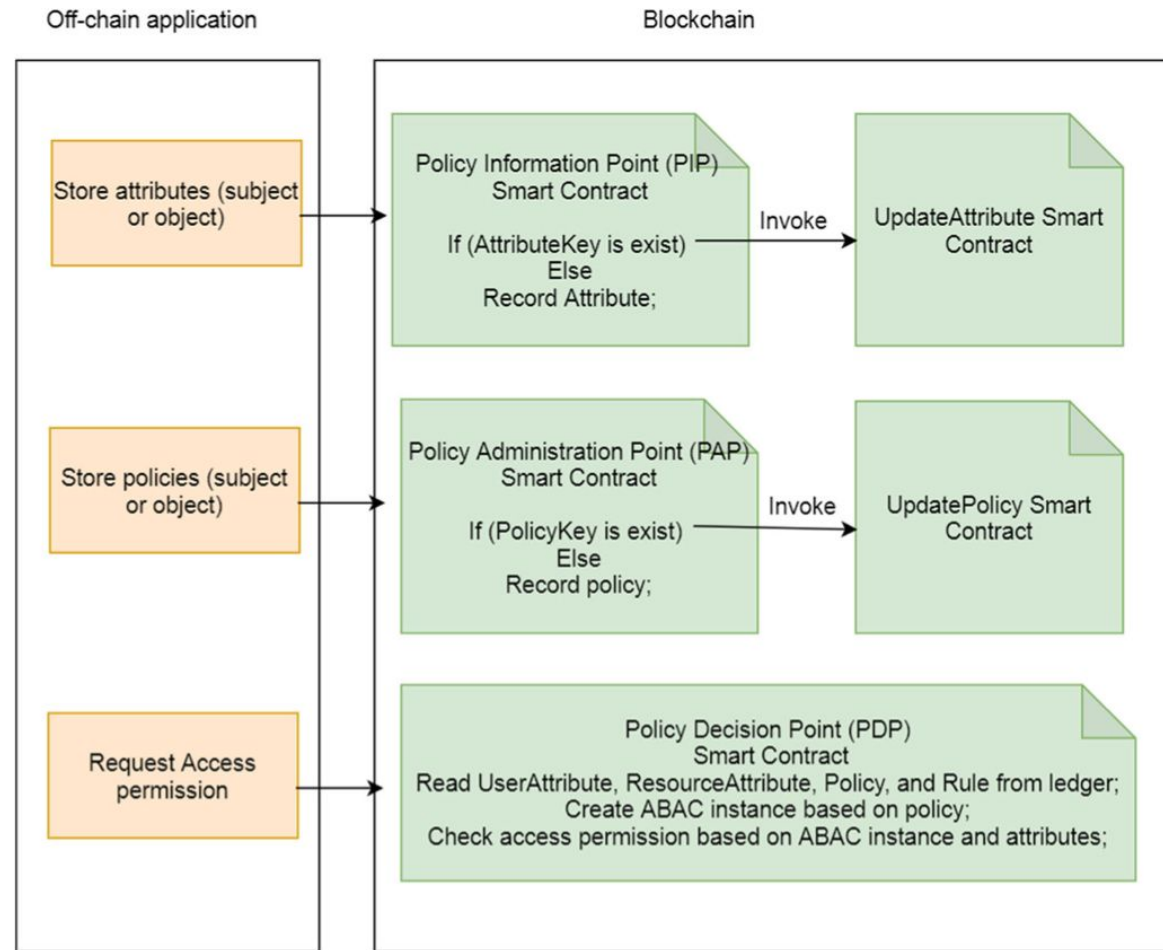 Off-chain application
Blockchain
Store attributes (subject
or object)
Policy Information Point (PIP)
Smart Contract
If (AttributeKey is exist)
Else
Record Attribute;
Invoke
UpdateAttribute Smart
Contract
Store policies (subject
or object)
Policy Administration Point (PAP)
Smart Contract
If (PolicyKey is exist)
Else
Record policy;
Invoke
UpdatePolicy Smart
Contract
Request Access
permission
Policy Decision Point (PDP)
Smart Contract
Read UserAttribute, ResourceAttribute, Policy, and Rule from ledger;
Create ABAC instance based on policy;
Check access permission based on ABAC instance and attributes;